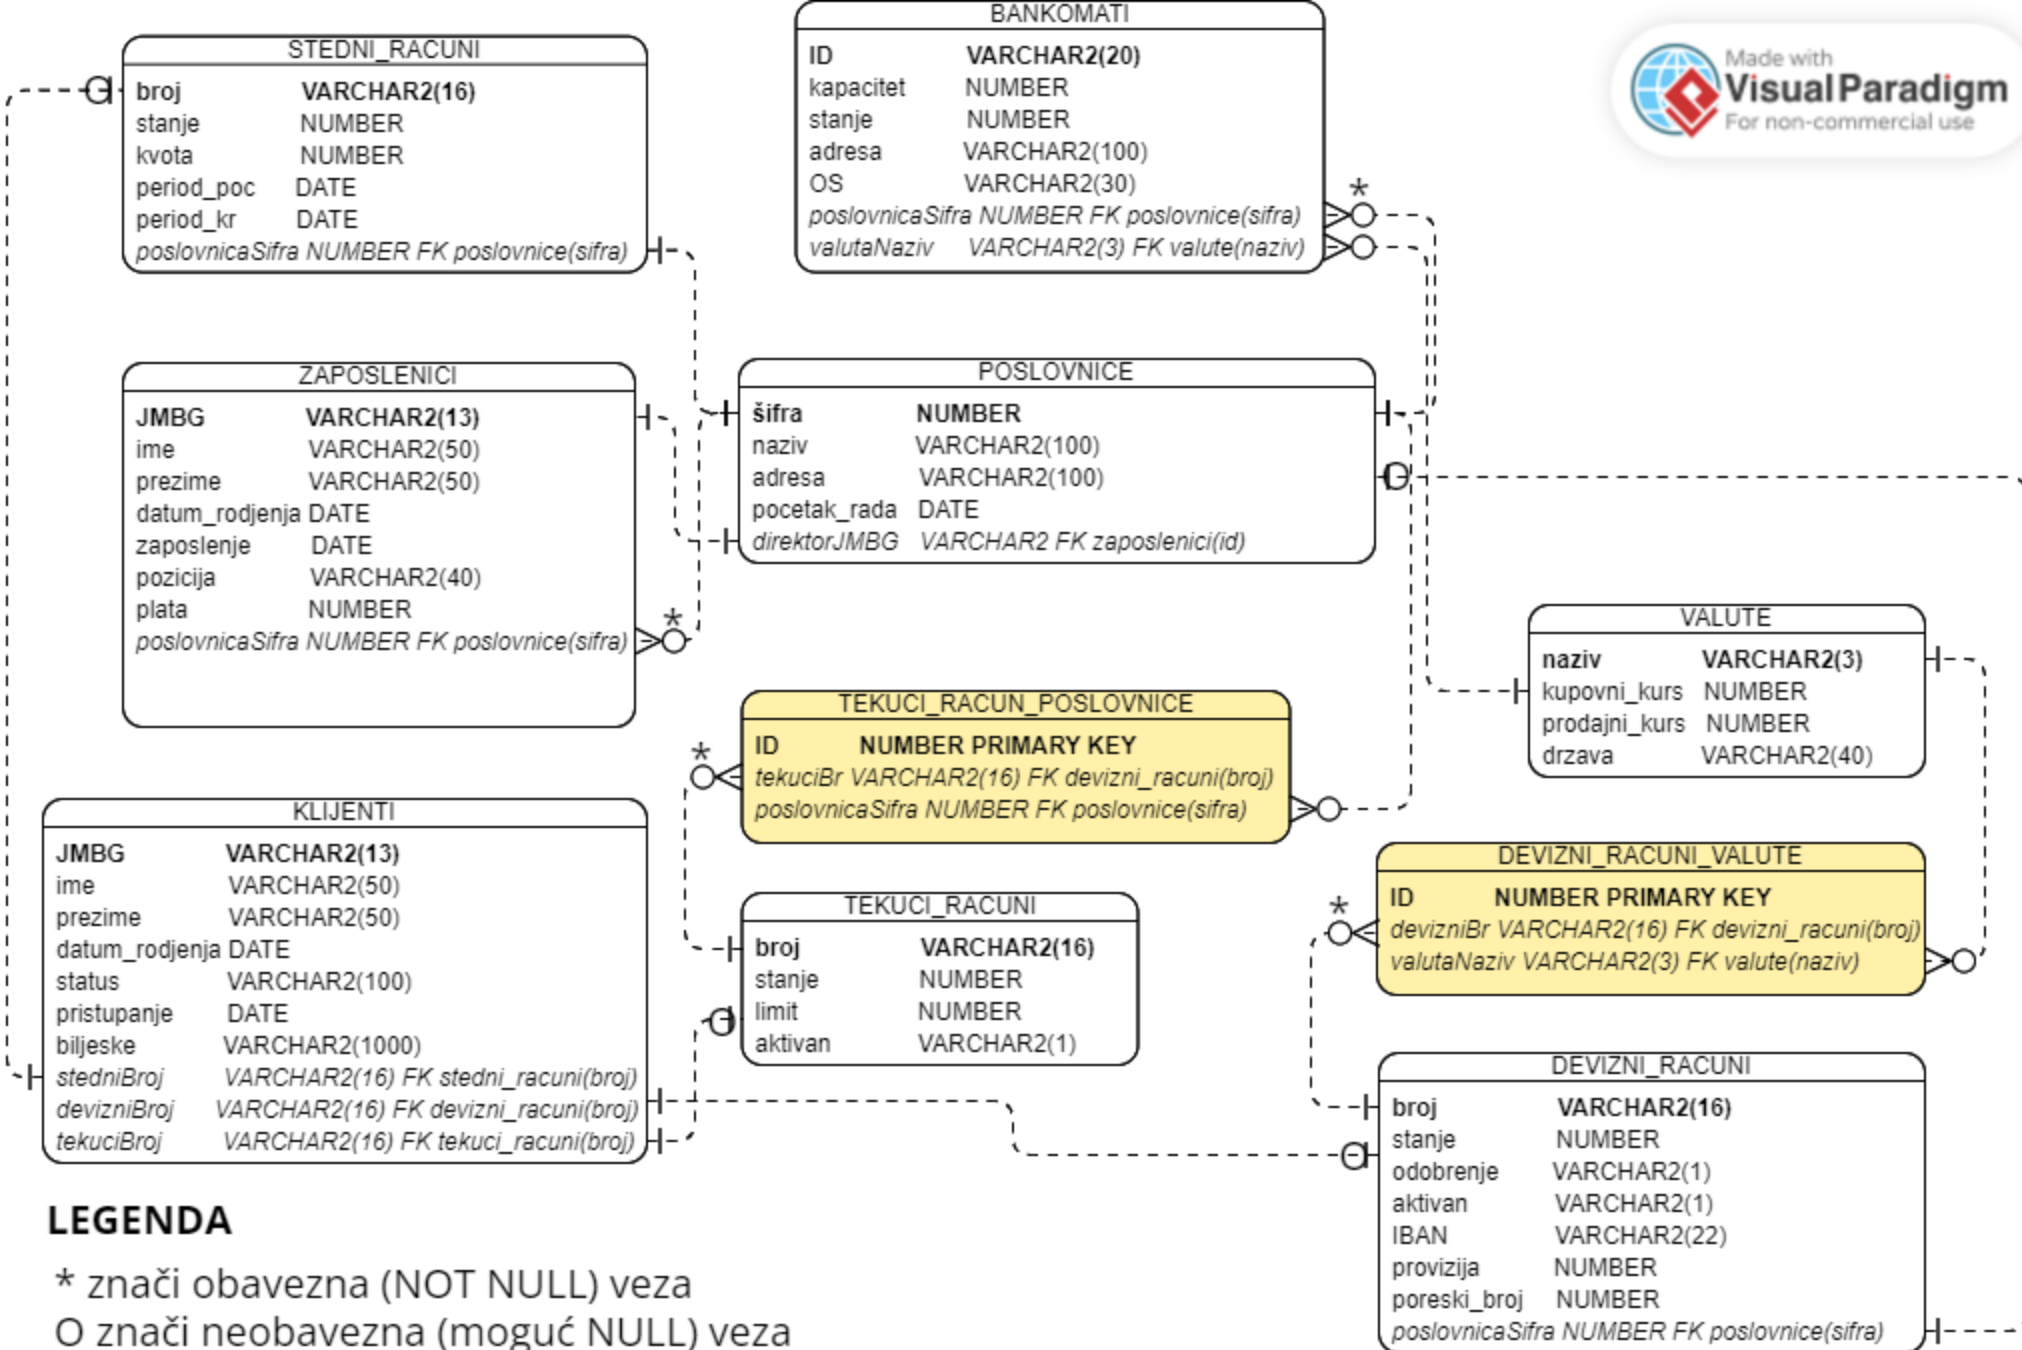 STEDNI_RACUNI
broj VARCHAR2(16)
stanje NUMBER
kvota NUMBER
period_poc DATE
period_kr DATE
poslovnicaSifra NUMBER FK poslovnice(sifra)
BANKOMATI
ID VARCHAR2(20)
kapacitet NUMBER
stanje NUMBER
adresa VARCHAR2(100)
OS VARCHAR2(30)
poslovnicaSifra NUMBER FK poslovnice(sifra)
valutaNaziv VARCHAR2(3) FK valute(naziv)
*
Made with
Visual Paradigm
For non-commercial use
ZAPOSLENICI
JMBG VARCHAR2(13)
ime VARCHAR2(50)
prezime VARCHAR2(50)
datum_rodjenja DATE
zaposlenje DATE
pozicija VARCHAR2(40)
plata NUMBER
poslovnicaSifra NUMBER FK poslovnice(sifra)
*
POSLOVNICE
šifra NUMBER
naziv VARCHAR2(100)
adresa VARCHAR2(100)
pocetak_rada DATE
direktorJMBG VARCHAR2 FK zaposlenici(id)
VALUTE
naziv VARCHAR2(3)
kupovni_kurs NUMBER
prodajni_kurs NUMBER
drzava VARCHAR2(40)
TEKUCI_RACUN_POSLOVNICE
ID NUMBER PRIMARY KEY
*
tekuciBr VARCHAR2(16) FK devizni_racuni(broj)
poslovnicaSifra NUMBER FK poslovnice(sifra)
KLIJENTI
JMBG VARCHAR2(13)
ime VARCHAR2(50)
prezime VARCHAR2(50)
datum_rodjenja DATE
status VARCHAR2(100)
pristupanje DATE
biljeske VARCHAR2(1000)
stedniBroj VARCHAR2(16) FK stedni_racuni(broj)
devizniBroj VARCHAR2(16) FK devizni_racuni(broj)
tekuciBroj VARCHAR2(16) FK tekuci_racuni(broj)
TEKUCI_RACUNI
broj VARCHAR2(16)
stanje NUMBER
limit NUMBER
aktivan VARCHAR2(1)
DEVIZNI_RACUNI_VALUTE
ID NUMBER PRIMARY KEY
*
devizniBr VARCHAR2(16) FK devizni_racuni(broj)
valutaNaziv VARCHAR2(3) FK valute(naziv)
DEVIZNI_RACUNI
broj VARCHAR2(16)
stanje NUMBER
odobrenje VARCHAR2(1)
aktivan VARCHAR2(1)
IBAN VARCHAR2(22)
provizija NUMBER
poreski_broj NUMBER
poslovnicaSifra NUMBER FK poslovnice(sifra)
LEGENDA
* znači obavezna (NOT NULL) veza
O znači neobavezna (moguć NULL) veza